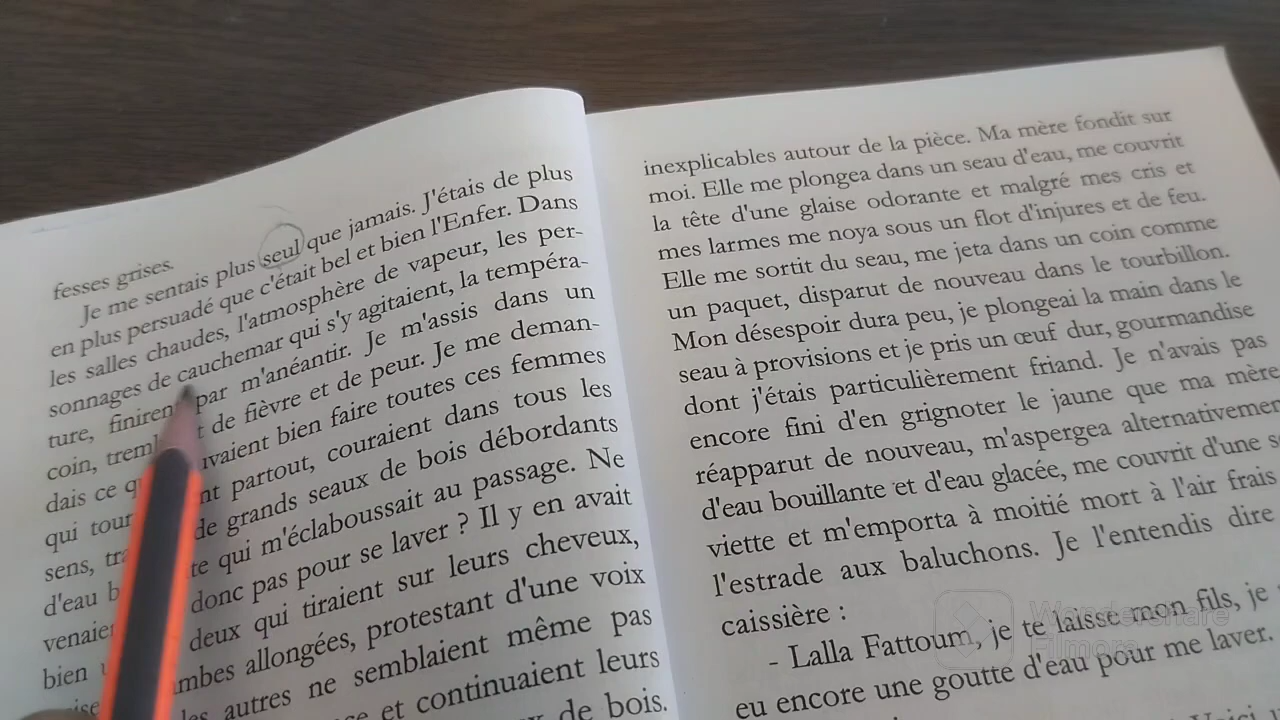 fesses grises.
Je me sentais plus seul que jamais. J'étais de plus
en plus persuadé que c'était bel et bien l'Enfer. Dans
les salles chaudes, l'atmosphère de vapeur, les per-
sonnages de cauchemar qui s'y agitaient, la tempéra-
ture, finiren par m'anéantir. Je m'assis dans un
coin, trem t de fièvre et de peur. Je me deman-
dais ce q uvaient bien faire toutes ces femmes
qui tour nt partout, couraient dans tous les
sens, tra de grands seaux de bois débordants
d'eau b te qui m'éclaboussait au passage. Ne
venaie donc pas pour se laver ? Il y en avait
bien deux qui tiraient sur leurs cheveux,
mbes allongées, protestant d'une voix
autres ne semblaient même pas
et continuaient leurs
de bois.
inexplicables autour de la pièce. Ma mère fondit sur
moi. Elle me plongea dans un seau d'eau, me couvrit
la tête d'une glaise odorante et malgré mes cris et
mes larmes me noya sous un flot d'injures et de feu.
Elle me sortit du seau, me jeta dans un coin comme
un paquet, disparut de nouveau dans le tourbillon.
Mon désespoir dura peu, je plongeai la main dans le
seau à provisions et je pris un œuf dur, gourmandise
dont j'étais particulièrement friand. Je n'avais pas
encore fini d'en grignoter le jaune que ma mère
réapparut de nouveau, m'aspergea alternativemen
d'eau bouillante et d'eau glacée, me couvrit d'une s
viette et m'emporta à moitié mort à l'air frais
l'estrade aux baluchons. Je l'entendis dire
caissière :
- Lalla Fattoum, je te laisse mon fils, je
eu encore une goutte d'eau pour me laver.
Wondershare
Filmora